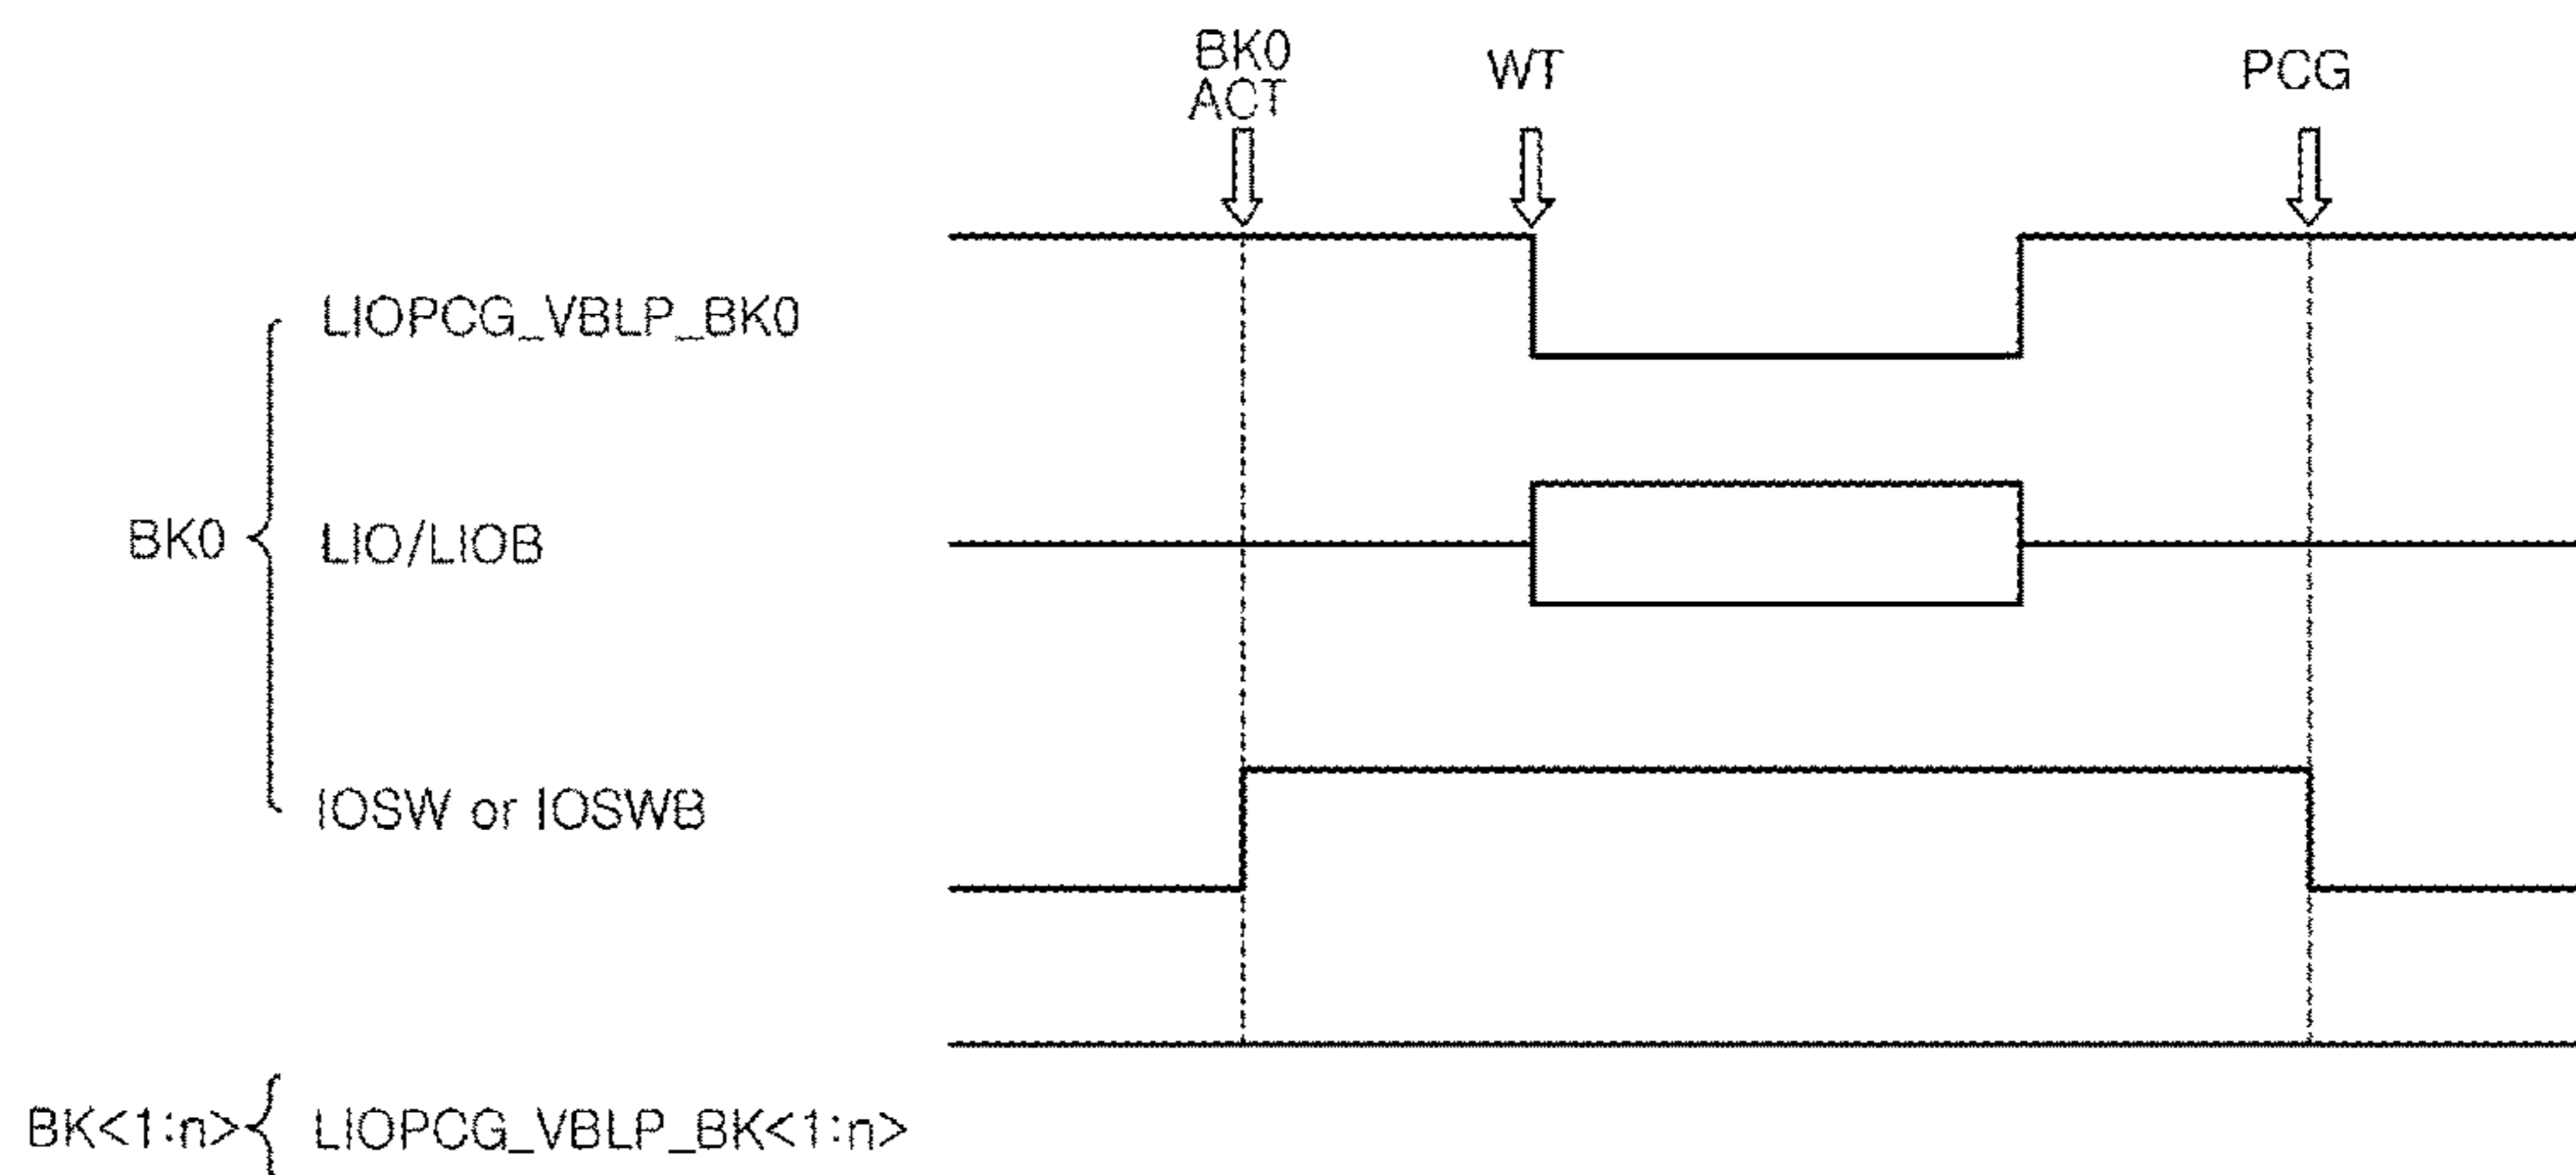 BK0
ACT
WT
PCG
LIOPCG_VBLP_BK0
BK0
LIO/LIOB
IOSW or IOSWB
BK<1:n>
LIOPCG_VBLP_BK<1:n>